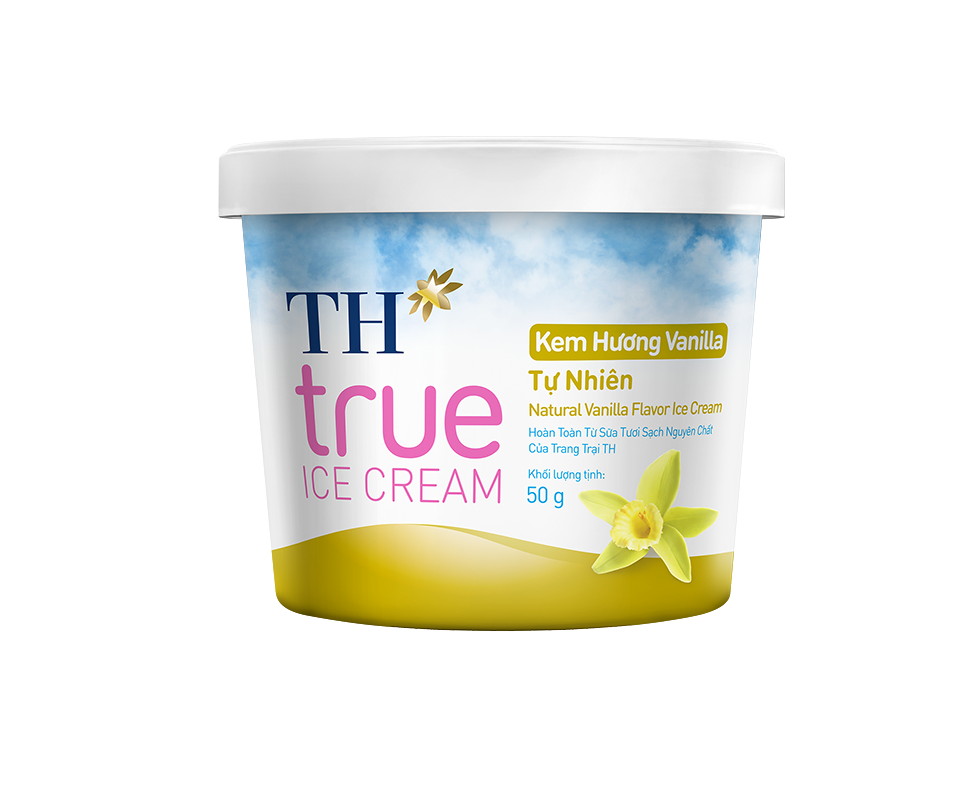 TH
true
ICE CREAM
Kem Hương Vanilla
Tự Nhiên
Natural Vanilla Flavor Ice Cream
Hoàn Toàn Từ Sữa Tươi Sạch Nguyên Chất
Của Trang Trại TH
Khối lượng tịnh:
50 g